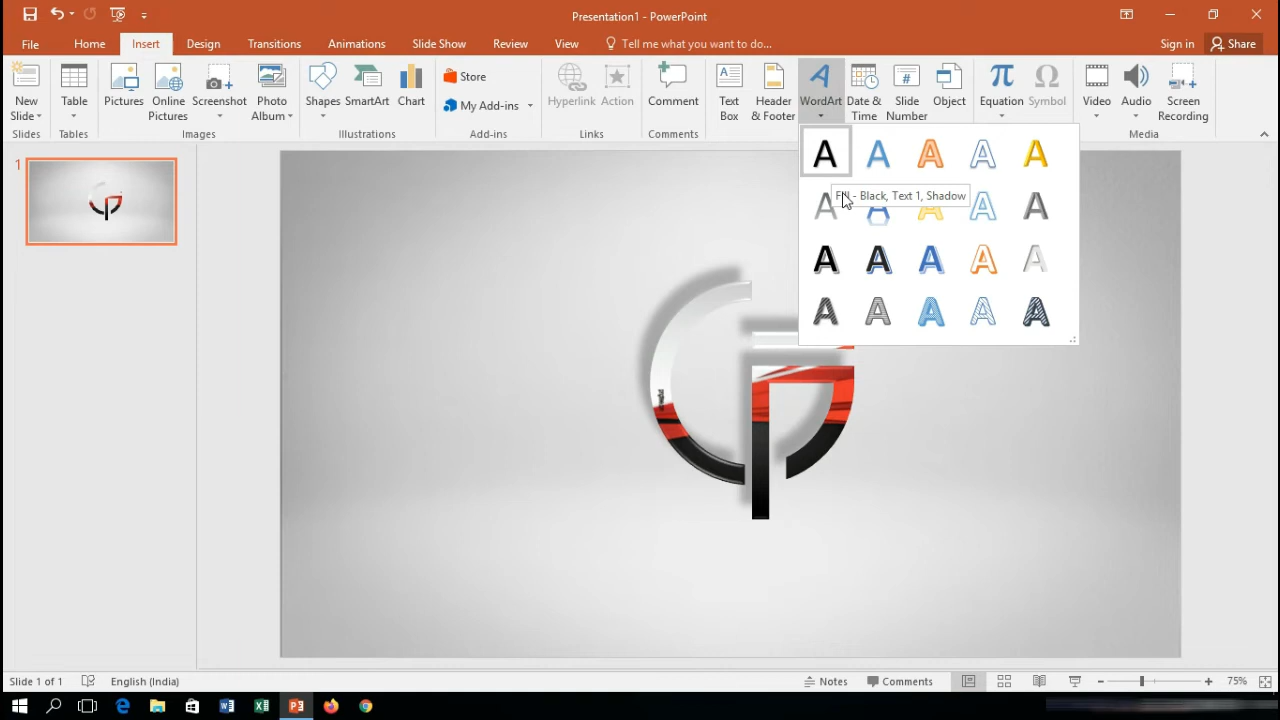 Presentation1 - PowerPoint
File Home Insert Design Transitions Animations Slide Show Review View Tell me what you want to do... Sign in Share
New Slide
Table
Pictures
Online Pictures
Screenshot
Photo Album
Shapes
SmartArt
Chart
Store
My Add-ins
Hyperlink
Action
Comment
Text Box
Header & Footer
WordArt
Date & Time
Slide Number
Object
Equation
Symbol
Video
Audio
Screen Recording
Slides Tables Images Illustrations Add-ins Links Comments Media
A A A A A
Fill - Black, Text 1, Shadow
A A A A A
A A A A A
A A A A A
1
Slide 1 of 1 English (India) Notes Comments 75%